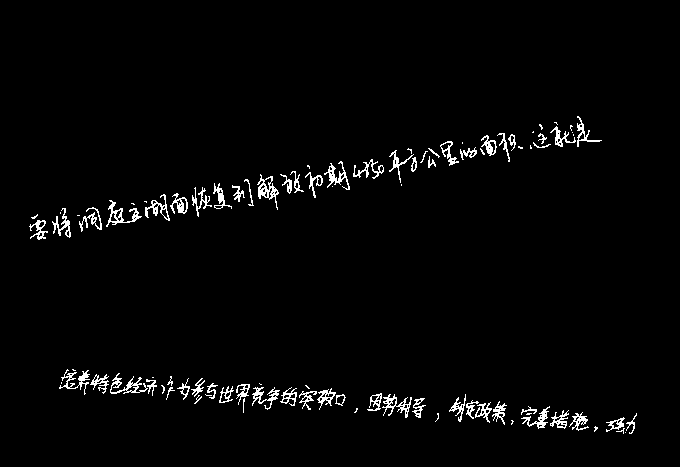 要将洞庭主湖面恢复到解放初期4350平方公里的面积、这就是
培养特色经济作为参与世界竞争的突破口，因势利导，制定政策，完善措施，强力